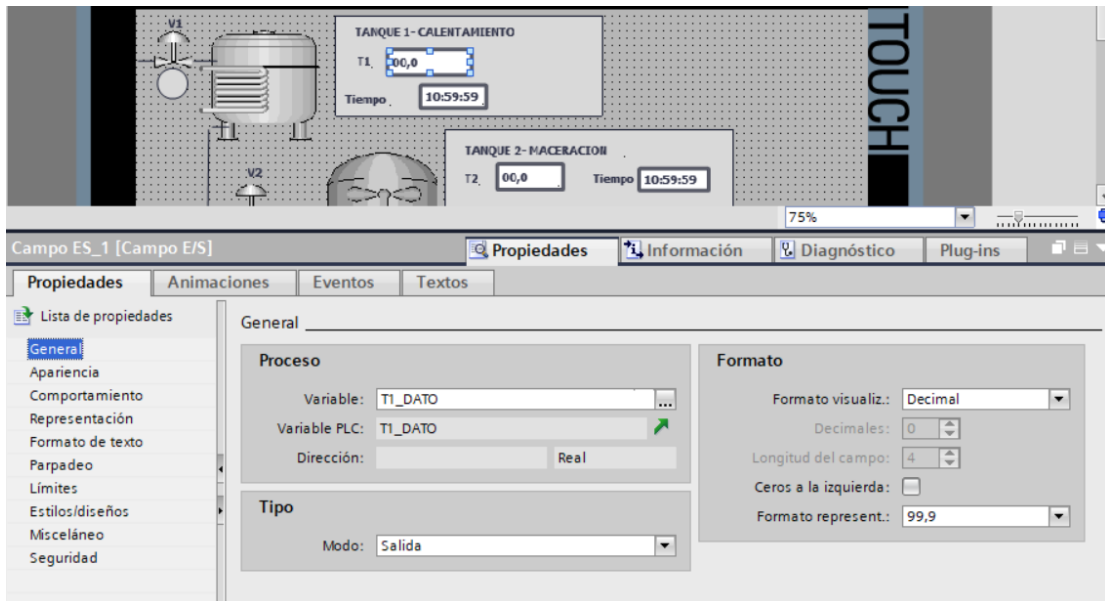 V1
TANQUE 1- CALENTAMIENTO
T1. 00,0
Tiempo. 10:59:59
TOUCH
TANQUE 2- MACERACION
V2
T2. 00,0 Tiempo 10:59:59
75%
Campo ES_1 [Campo E/S]
Propiedades Información Diagnóstico Plug-ins
Propiedades Animaciones Eventos Textos
Lista de propiedades
General
Apariencia
Comportamiento
Representación
Formato de texto
Parpadeo
Límites
Estilos/diseños
Misceláneo
Seguridad
General
Proceso
Variable: T1_DATO ...
Variable PLC: T1_DATO
Dirección: Real
Tipo
Modo: Salida
Formato
Formato visualiz.: Decimal
Decimales: 0
Longitud del campo: 4
Ceros a la izquierda:
Formato represent.: 99,9